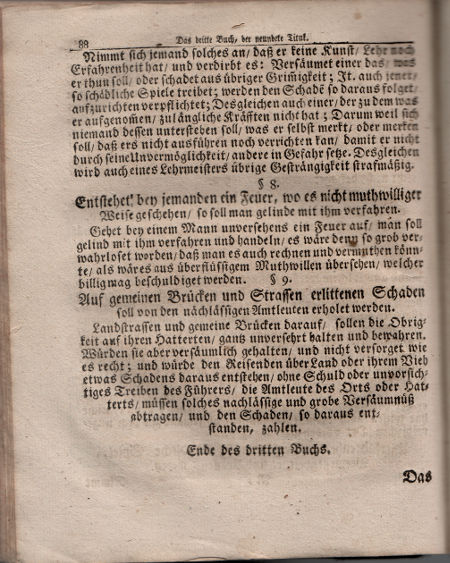 88 Das dritte Buch, der neundte Titul.
Nimmt sich jemand solches an/ daß er keine Kunst/ Lehr noch
Erfahrenheit hat/ und verdirbt es: Versäumet einer das/ was
er thun soll/ oder schadet aus übriger Grimigkeit; It. auch jener/
so schädliche Spiele treibet; werden den Schadē so daraus folget/
aufzurichten verpflichtet; Desgleichen auch einer/ der zu dem was
er aufgenom̃en/ zulängliche Kräfften nicht hat; Darum weil sich
niemand dessen unterstehen soll/ was er selbst merkt/ oder merken
soll/ daß ers nicht ausführen noch verrichten kan/ damit er nicht
durch seine Unvermöglichkeit/ andere in Gefahr setze. Desgleichen
wird auch eines Lehrmeisters übrige Gesträngigkeit strafmäßig.
§ 8.
Entstehet! bey jemanden ein Feuer, wo es nicht muthwilliger
Weise geschehen/ so soll man gelinde mit ihm verfahren.
Gehet bey einem Mann unversehens ein Feuer auf/ man soll
gelind mit ihm verfahren und handeln/ es wäre denn so grob ver-
wahrloset worden/ daß man es auch rechnen und vermuthen könn-
te/ als wäres aus überflüssigem Muthwillen übersehen/ welcher
billig mag beschuldiget werden. § 9.
Auf gemeinen Brücken und Strassen erlittenen Schaden
soll von den nächläßigen Amtleuten erholet werden.
Landstrassen und gemeine Brücken darauf/ sollen die Obrig-
keit auf ihren Hatterten/ gantz unversehrt halten und bewahren.
Würden sie aber versäumlich gehalten/ und nicht versorget wie
es recht; und würde den Reisenden über Land oder ihrem Vieh
etwas Schadens daraus entstehen/ ohne Schuld oder unvorsich-
tiges Treiben des Führers/ die Amtleute des Orts oder Hat-
terts/ müssen solches nachlässige und grobe Versäumnüß
abtragen/ und den Schaden/ so daraus ent-
standen, zahlen.
Ende des dritten Buchs.
Das